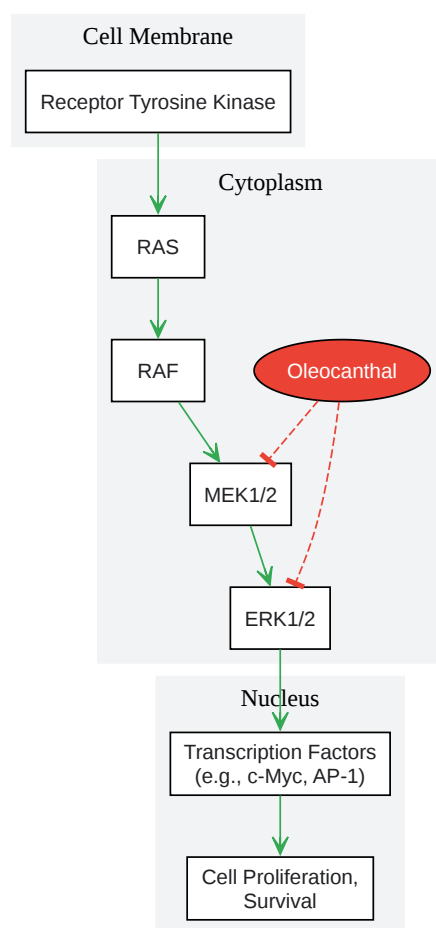 Cell Membrane
Receptor Tyrosine Kinase
Cytoplasm
RAS
RAF
Oleocanthal
MEK1/2
ERK1/2
Nucleus
Transcription Factors
(e.g., c-Myc, AP-1)
Cell Proliferation,
Survival